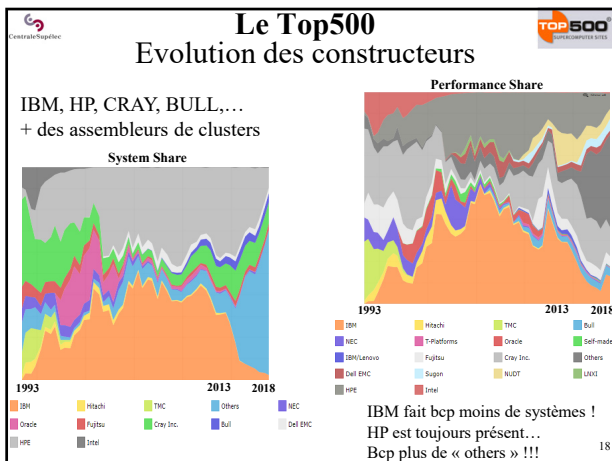 CentraleSupélec
Le Top500
Evolution des constructeurs
TOP500
SUPERCOMPUTER SITES
IBM, HP, CRAY, BULL,…
+ des assembleurs de clusters
System Share
1993
2013
2018
IBM
Hitachi
TMC
Others
NEC
Oracle
Fujitsu
Cray Inc.
Bull
Dell EMC
HPE
Intel
Performance Share
1993
2013
2018
IBM
Hitachi
TMC
Bull
NEC
T-Platforms
Oracle
Self-made
IBM/Lenovo
Fujitsu
Cray Inc.
Others
Dell EMC
Sugon
NUDT
LNXI
HPE
Intel
IBM fait bcp moins de systèmes !
HP est toujours présent…
Bcp plus de « others » !!!
18